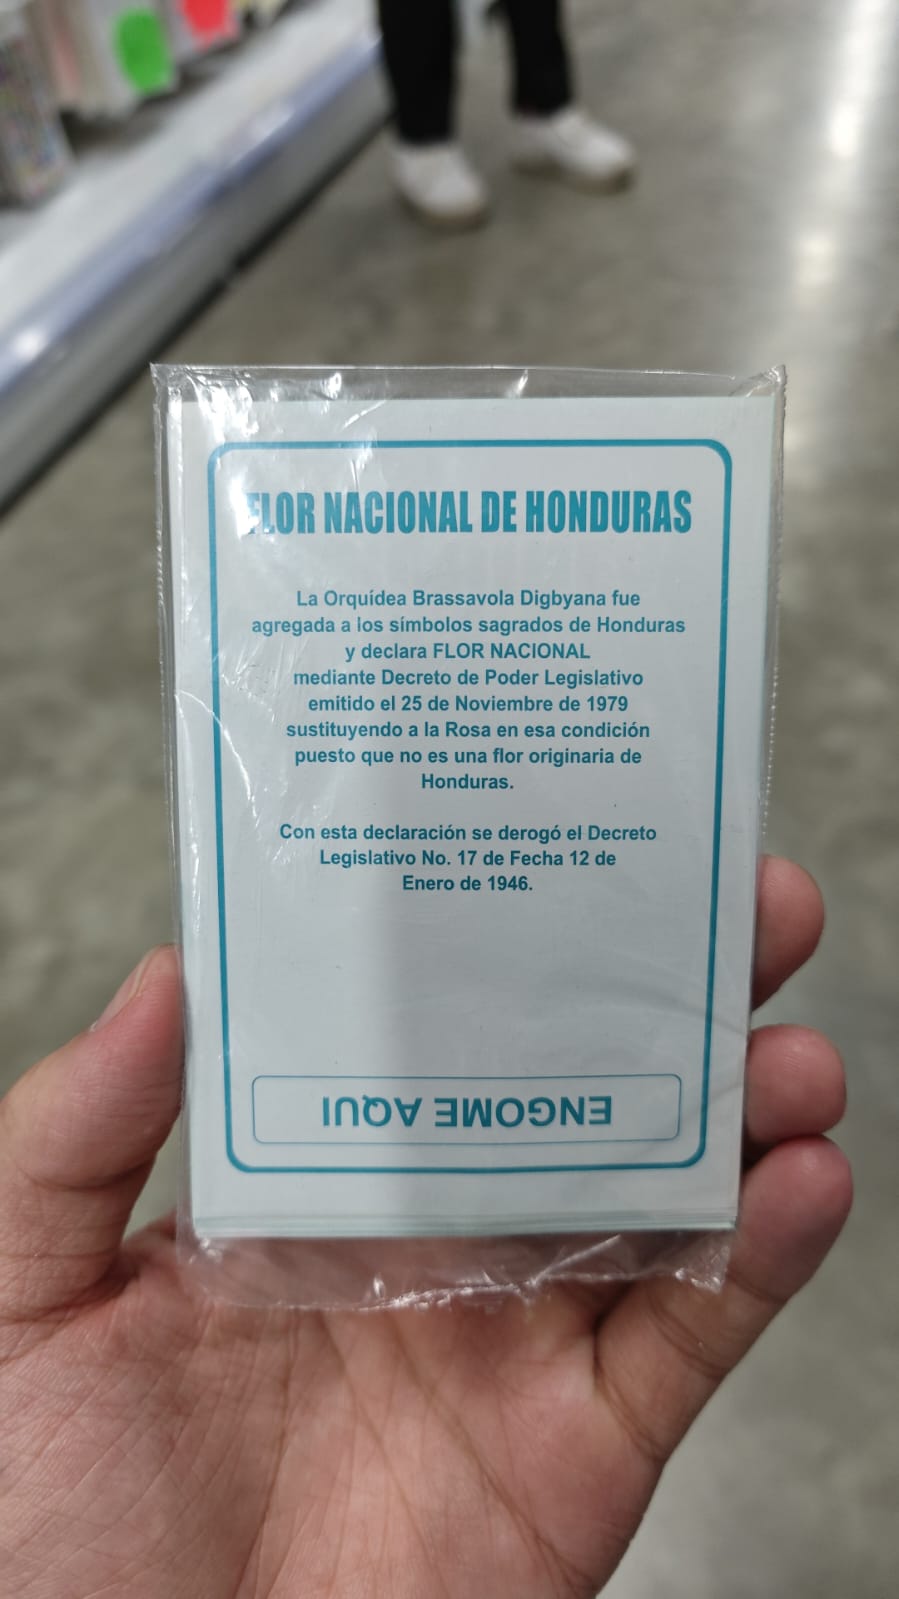 FLOR NACIONAL DE HONDURAS
La Orquídea Brassavola Digbyana fue
agregada a los símbolos sagrados de Honduras
y declara FLOR NACIONAL
mediante Decreto de Poder Legislativo
emitido el 25 de Noviembre de 1979
sustituyendo a la Rosa en esa condición
puesto que no es una flor originaria de
Honduras.
Con esta declaración se derogó el Decreto
Legislativo No. 17 de Fecha 12 de
Enero de 1946.
ENGOME AQUI